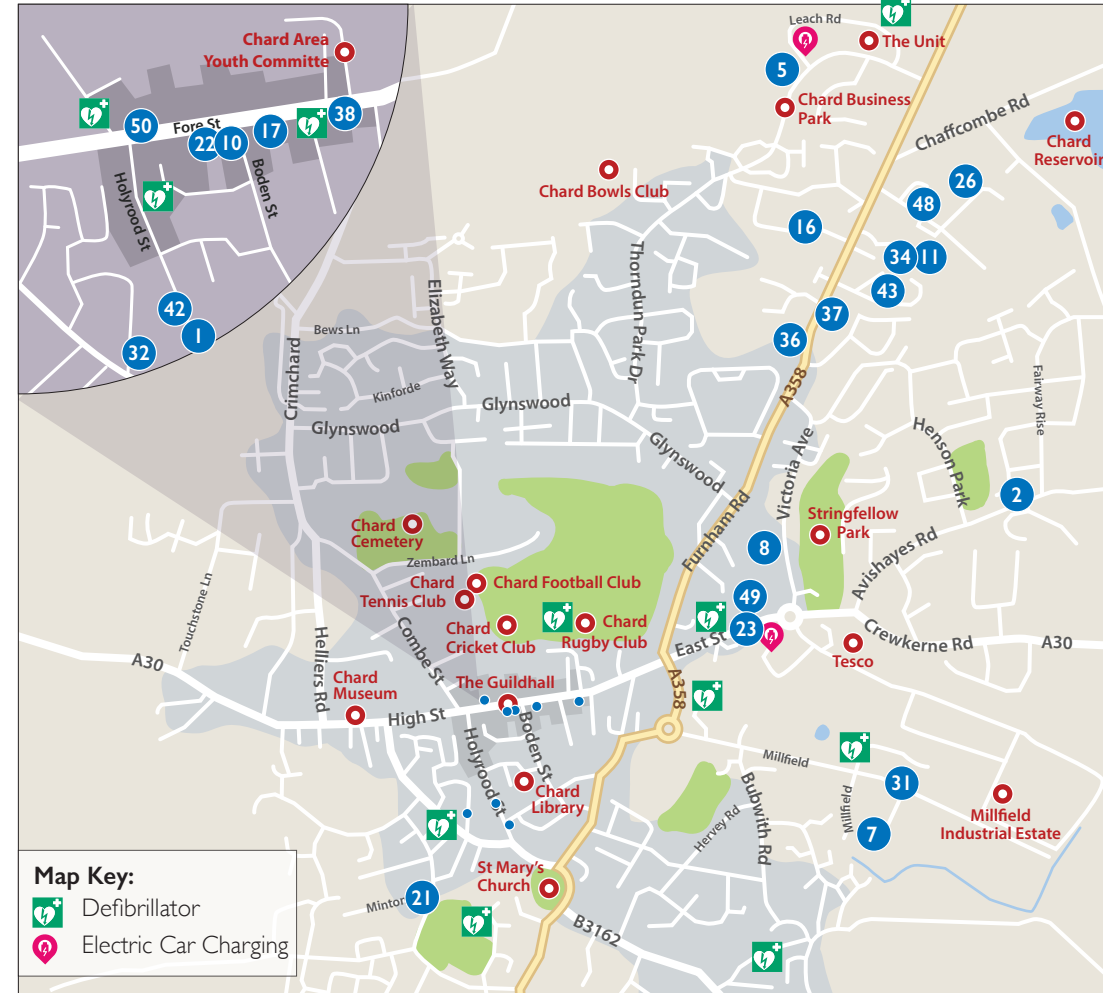 Leach Rd
The Unit
5
Chard Business
Park
Chaffcombe Rd
Chard
Reservoir
Chard Area
Youth Committe
50
Fore St
22
10
17
38
Holyrood St
Boden St
42
1
32
Chard Bowls Club
26
48
16
34
11
43
37
36
Thorndun Park Dr
Elizabeth Way
Bews Ln
Crimchard
Kinforde
Glynswood
Glynswood
Glynswood
A358
Fairway Rise
Henson Park
2
Victoria Ave
Furnham Rd
Stringfellow
Park
8
Avishayes Rd
Chard
Cemetery
Zembard Ln
Chard
Tennis Club
Chard Football Club
Chard
Cricket Club
Chard
Rugby Club
49
23
East St
Crewkerne Rd
A30
Tesco
Touchstone Ln
A30
Helliers Rd
Combe St
Chard
Museum
The Guildhall
High St
A358
Holyrood St
Boden St
Chard
Library
Millfield
Millfield
31
7
Millfield
Industrial Estate
Bubwith Rd
Hervey Rd
St Mary's
Church
Mintor
21
B3162
Map Key:
Defibrillator
Electric Car Charging